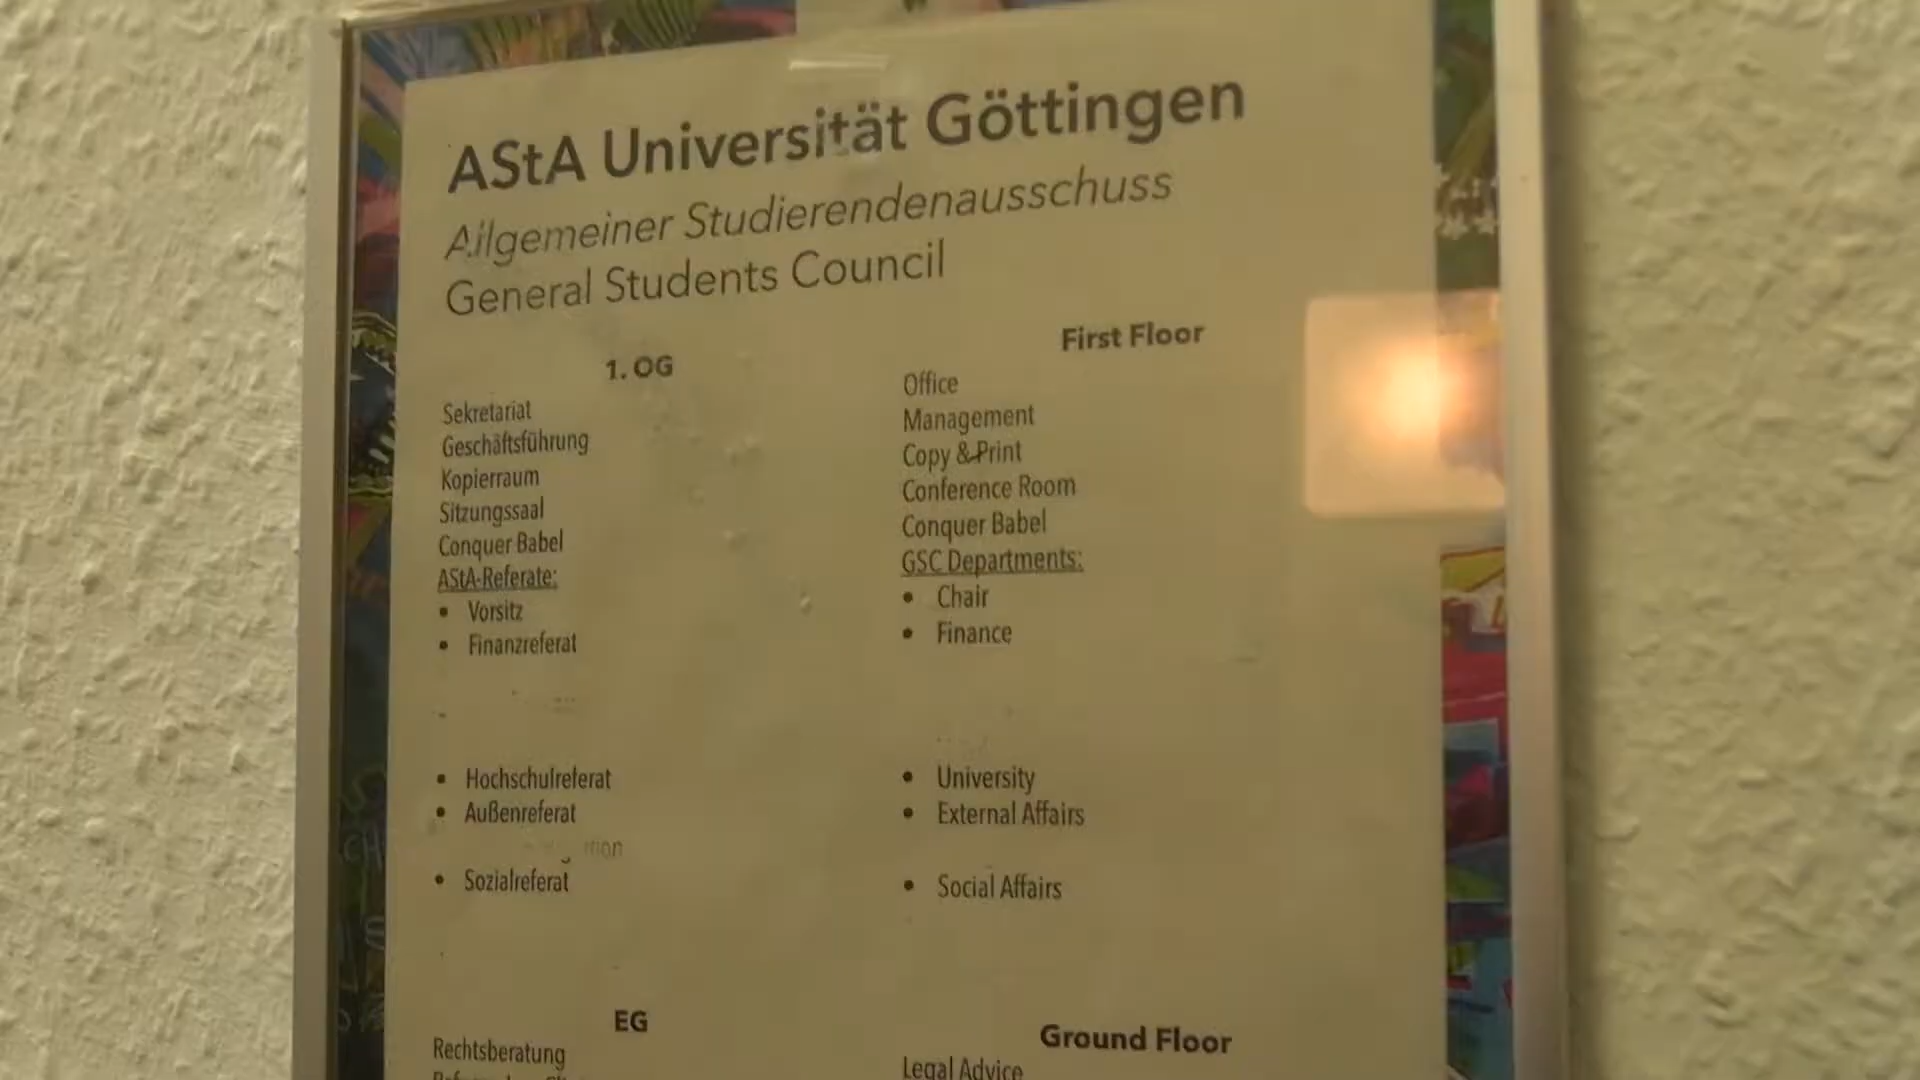 AStA Universität Göttingen
Allgemeiner Studierendenausschuss
General Students Council
1. OG
Sekretariat
Geschäftsführung
Kopierraum
Sitzungssaal
Conquer Babel
AStA-Referate:
• Vorsitz
• Finanzreferat
• Hochschulreferat
• Außenreferat
• Sozialreferat
EG
Rechtsberatung
First Floor
Office
Management
Copy & Print
Conference Room
Conquer Babel
GSC Departments:
• Chair
• Finance
• University
• External Affairs
• Social Affairs
Ground Floor
Legal Advice